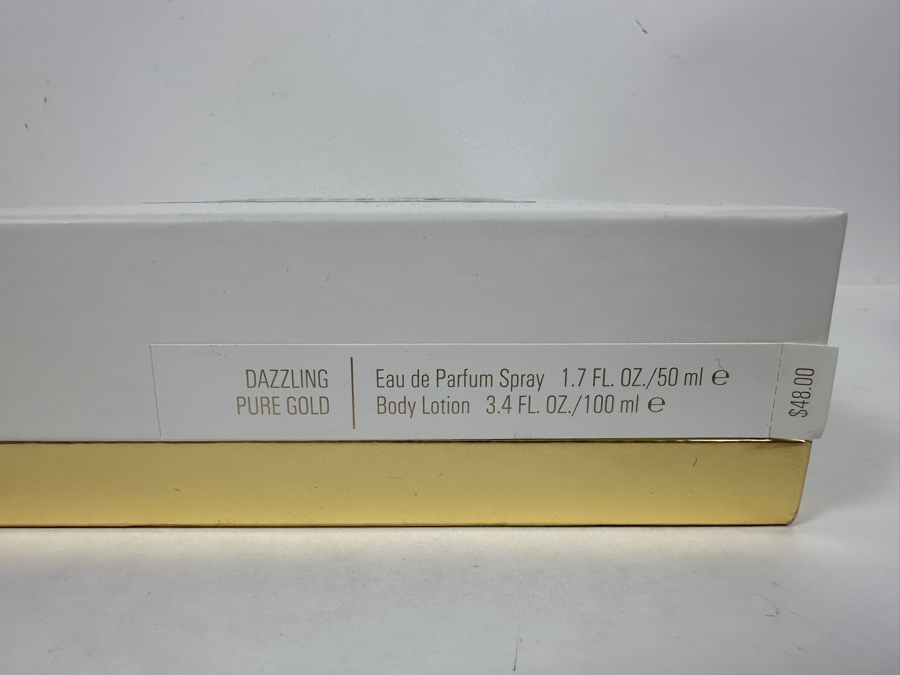 DAZZLING
PURE GOLD
Eau de Parfum Spray 1.7 FL. OZ./50 ml ℮
Body Lotion 3.4 FL. OZ./100 ml ℮
$48.00